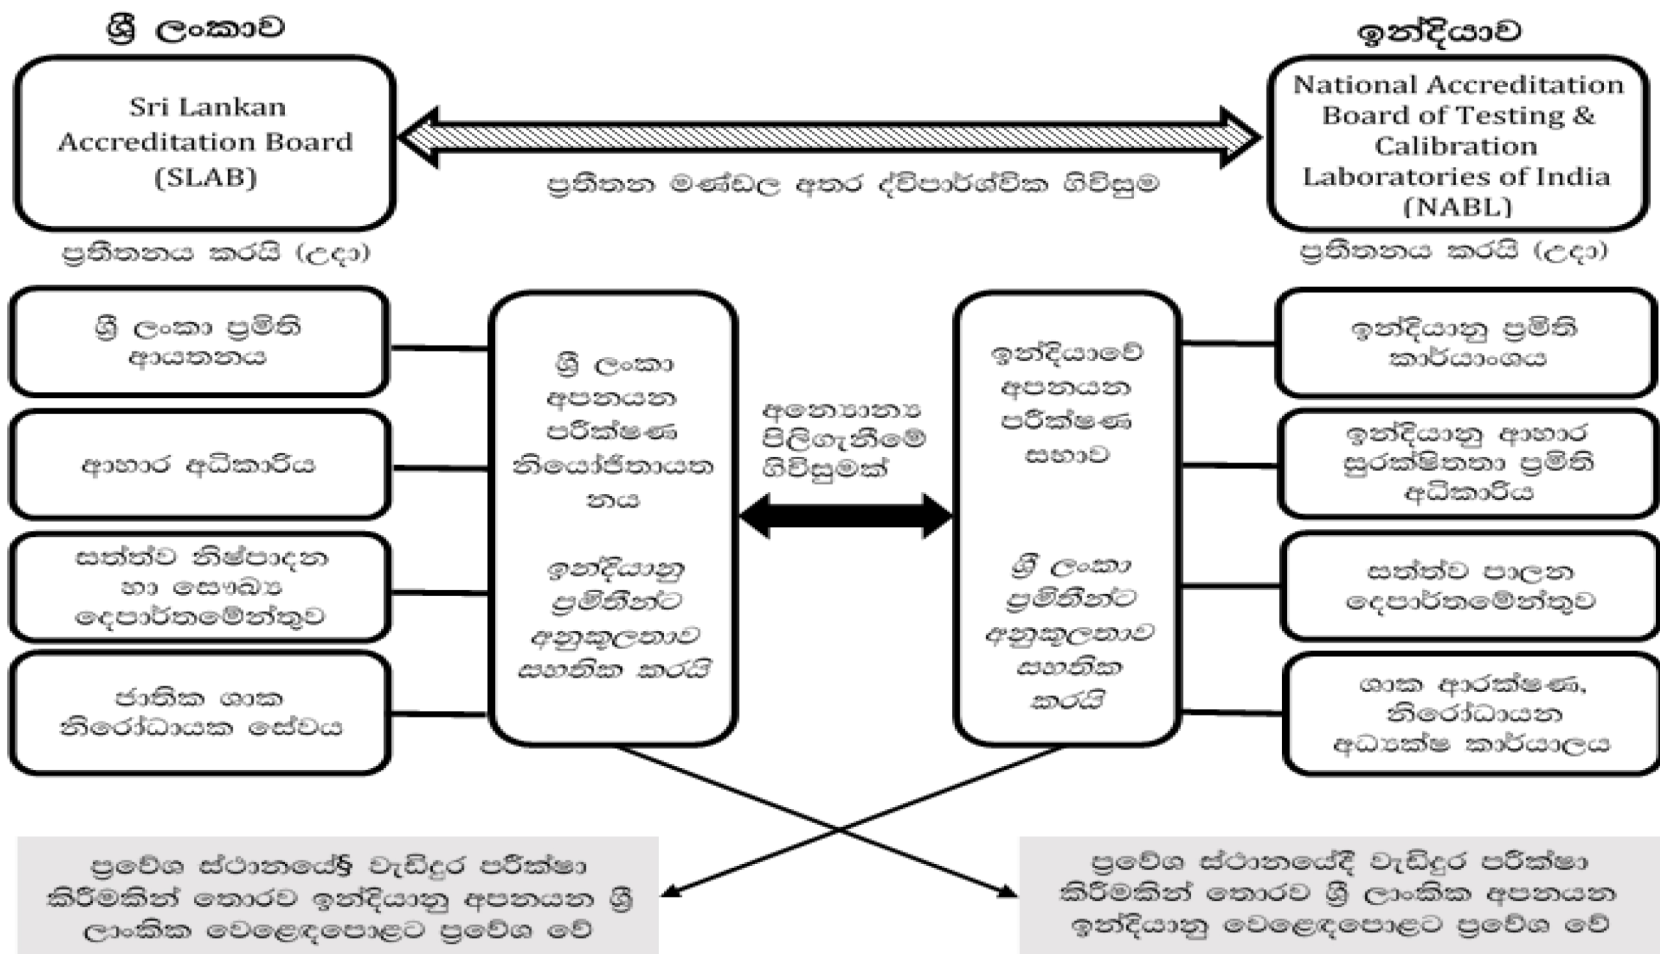 ශ්‍රී ලංකාව
Sri Lankan
Accreditation Board
(SLAB)
ප්‍රතීතනය කරයි (උදා)
ප්‍රතීතන මණ්ඩල අතර ද්විපාර්ශ්වික ගිවිසුම
ඉන්දියාව
National Accreditation
Board of Testing &
Calibration
Laboratories of India
(NABL)
ප්‍රතීතනය කරයි (උදා)
ශ්‍රී ලංකා ප්‍රමිති
ආයතනය
ආහාර අධිකාරිය
සත්ත්ව නිෂ්පාදන
හා සෞඛ්‍ය
දෙපාර්තමේන්තුව
ජාතික ශාක
නිරෝධායක සේවය
ශ්‍රී ලංකා
අපනයන
පරීක්ෂණ
නියෝජිතායත
නය
ඉන්දියානු
ප්‍රමිතීන්ට
අනුකූලතාව
සහතික කරයි
අන්‍යොන්‍ය
පිලිගැනීමේ
ගිවිසුමක්
ඉන්දියාවේ
අපනයන
පරීක්ෂණ
සභාව
ශ්‍රී ලංකා
ප්‍රමිතීන්ට
අනුකූලතාව
සහතික
කරයි
ඉන්දියානු ප්‍රමිති
කාර්යාංශය
ඉන්දියානු ආහාර
සුරක්ෂිතතා ප්‍රමිති
අධිකාරිය
සත්ත්ව පාලන
දෙපාර්තමේන්තුව
ශාක ආරක්ෂණ,
නිරෝධායන
අධ්‍යක්ෂ කාර්යාලය
ප්‍රවේශ ස්ථානයේ§ වැඩිදුර පරීක්ෂා
කිරීමකින් තොරව ඉන්දියානු අපනයන ශ්‍රී
ලාංකික වෙළෙඳපොළට ප්‍රවේශ වේ
ප්‍රවේශ ස්ථානයේදී වැඩිදුර පරීක්ෂා
කිරීමකින් තොරව ශ්‍රී ලාංකික අපනයන
ඉන්දියානු වෙළෙඳපොළට ප්‍රවේශ වේ